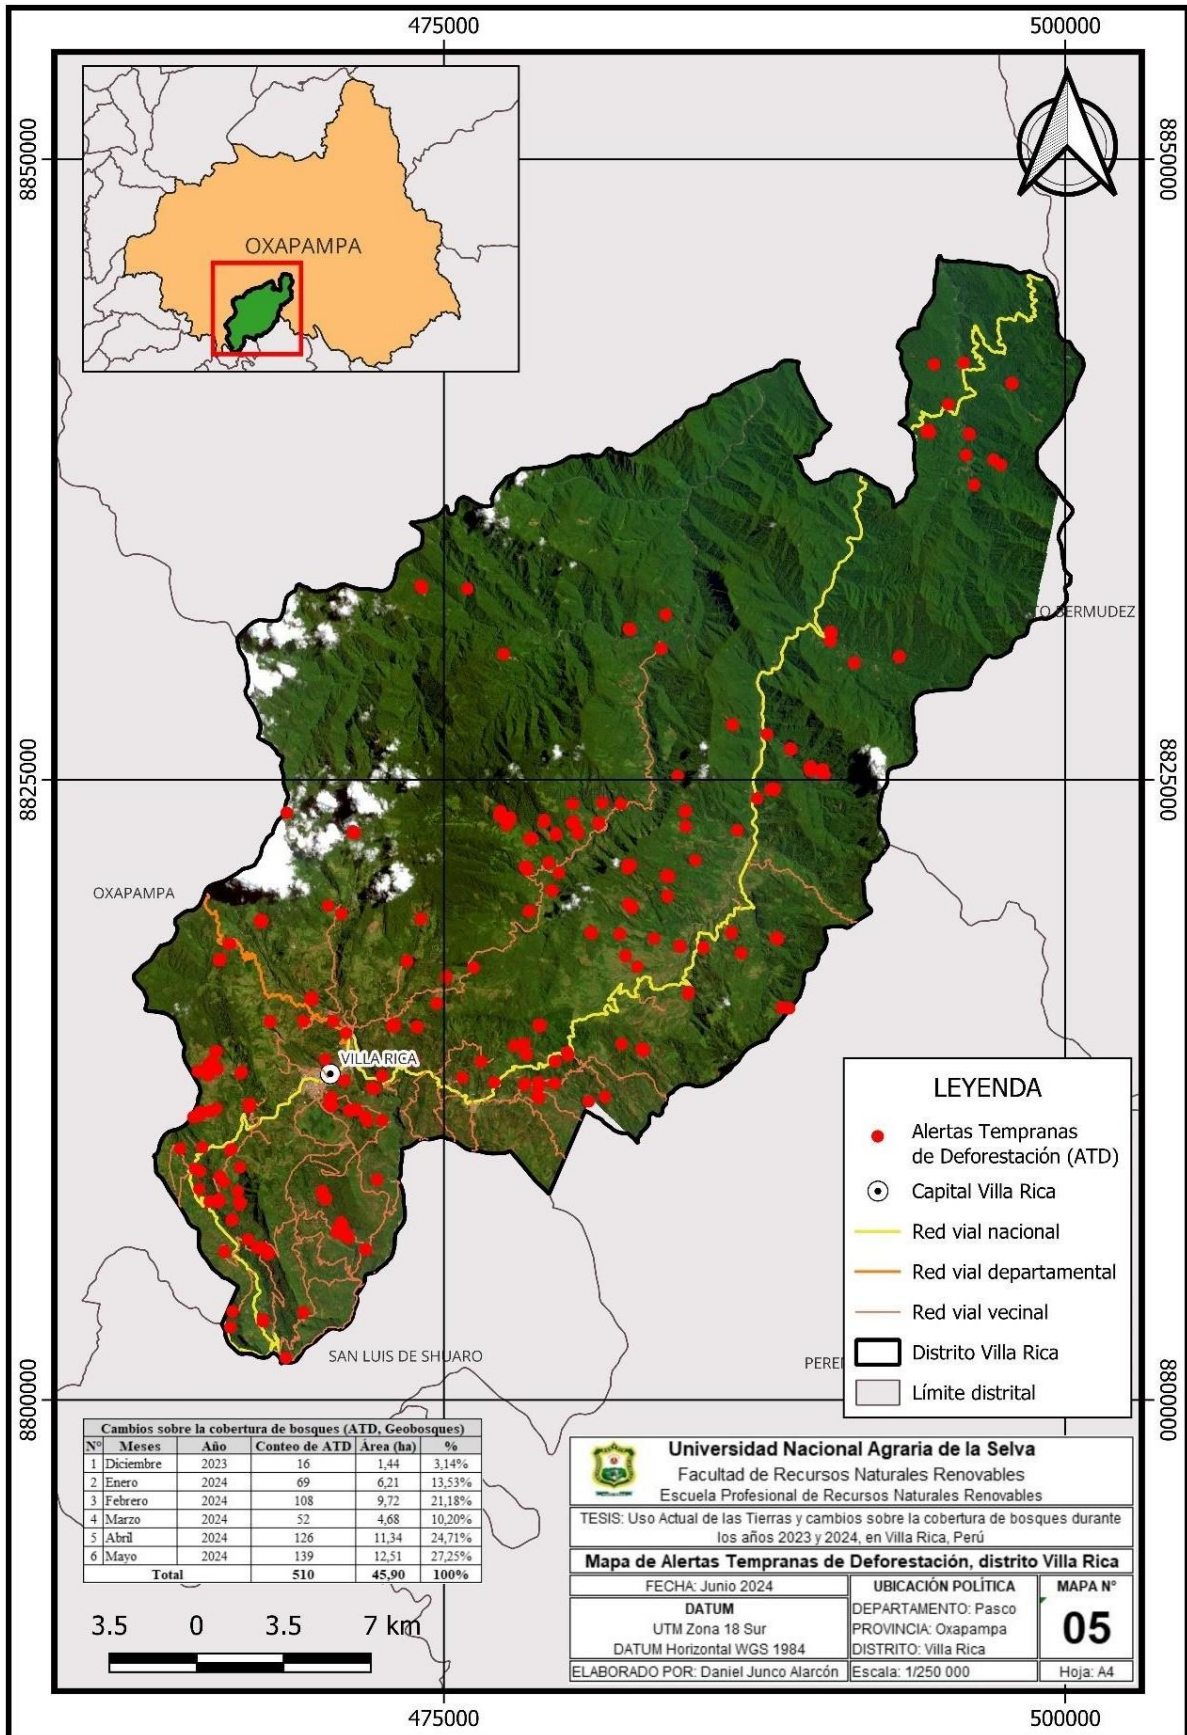 475000
500000
8850000
8850000
OXAPAMPA
BERMUDEZ
8825000
8825000
OXAPAMPA
VILLA RICA
LEYENDA
Alertas Tempranas
de Deforestación (ATD)
Capital Villa Rica
Red vial nacional
Red vial departamental
Red vial vecinal
Distrito Villa Rica
Límite distrital
SAN LUIS DE SHUARO
8800000
8800000
Cambios sobre la cobertura de bosques (ATD, Geobosques)
N° Meses Año Conteo de ATD Área (ha) %
1 Diciembre 2023 16 1,44 3,14%
2 Enero 2024 69 6,21 13,53%
3 Febrero 2024 108 9,72 21,18%
4 Marzo 2024 52 4,68 10,20%
5 Abril 2024 126 11,34 24,71%
6 Mayo 2024 139 12,51 27,25%
Total 510 45,90 100%
3.5 0 3.5 7 km
Universidad Nacional Agraria de la Selva
Facultad de Recursos Naturales Renovables
Escuela Profesional de Recursos Naturales Renovables
TESIS: Uso Actual de las Tierras y cambios sobre la cobertura de bosques durante
los años 2023 y 2024, en Villa Rica, Perú
Mapa de Alertas Tempranas de Deforestación, distrito Villa Rica
FECHA: Junio 2024
DATUM
UTM Zona 18 Sur
DATUM Horizontal WGS 1984
ELABORADO POR: Daniel Junco Alarcón
UBICACIÓN POLÍTICA
DEPARTAMENTO: Pasco
PROVINCIA: Oxapampa
DISTRITO: Villa Rica
Escala: 1/250 000
MAPA N°
05
Hoja: A4
475000
500000